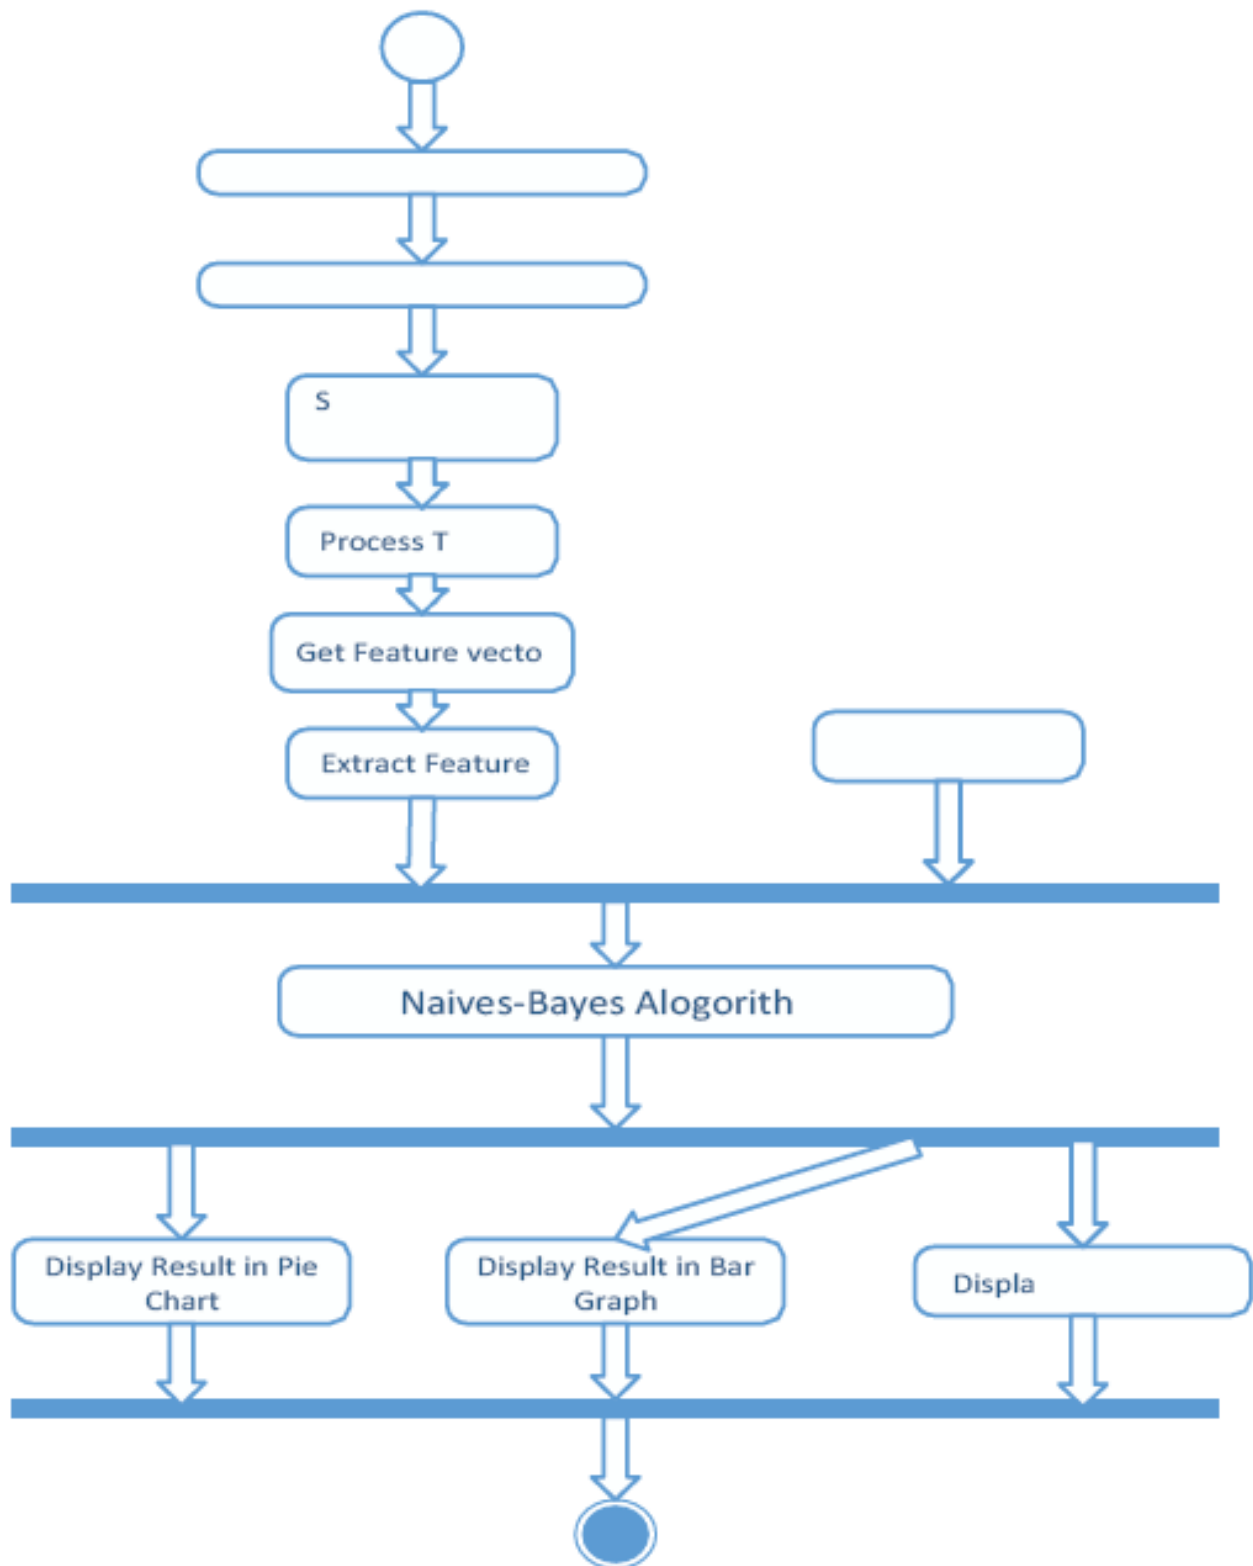 S
Process T
Get Feature vecto
Extract Feature
Naives-Bayes Alogorith
Display Result in Pie
Chart
Display Result in Bar
Graph
Displa